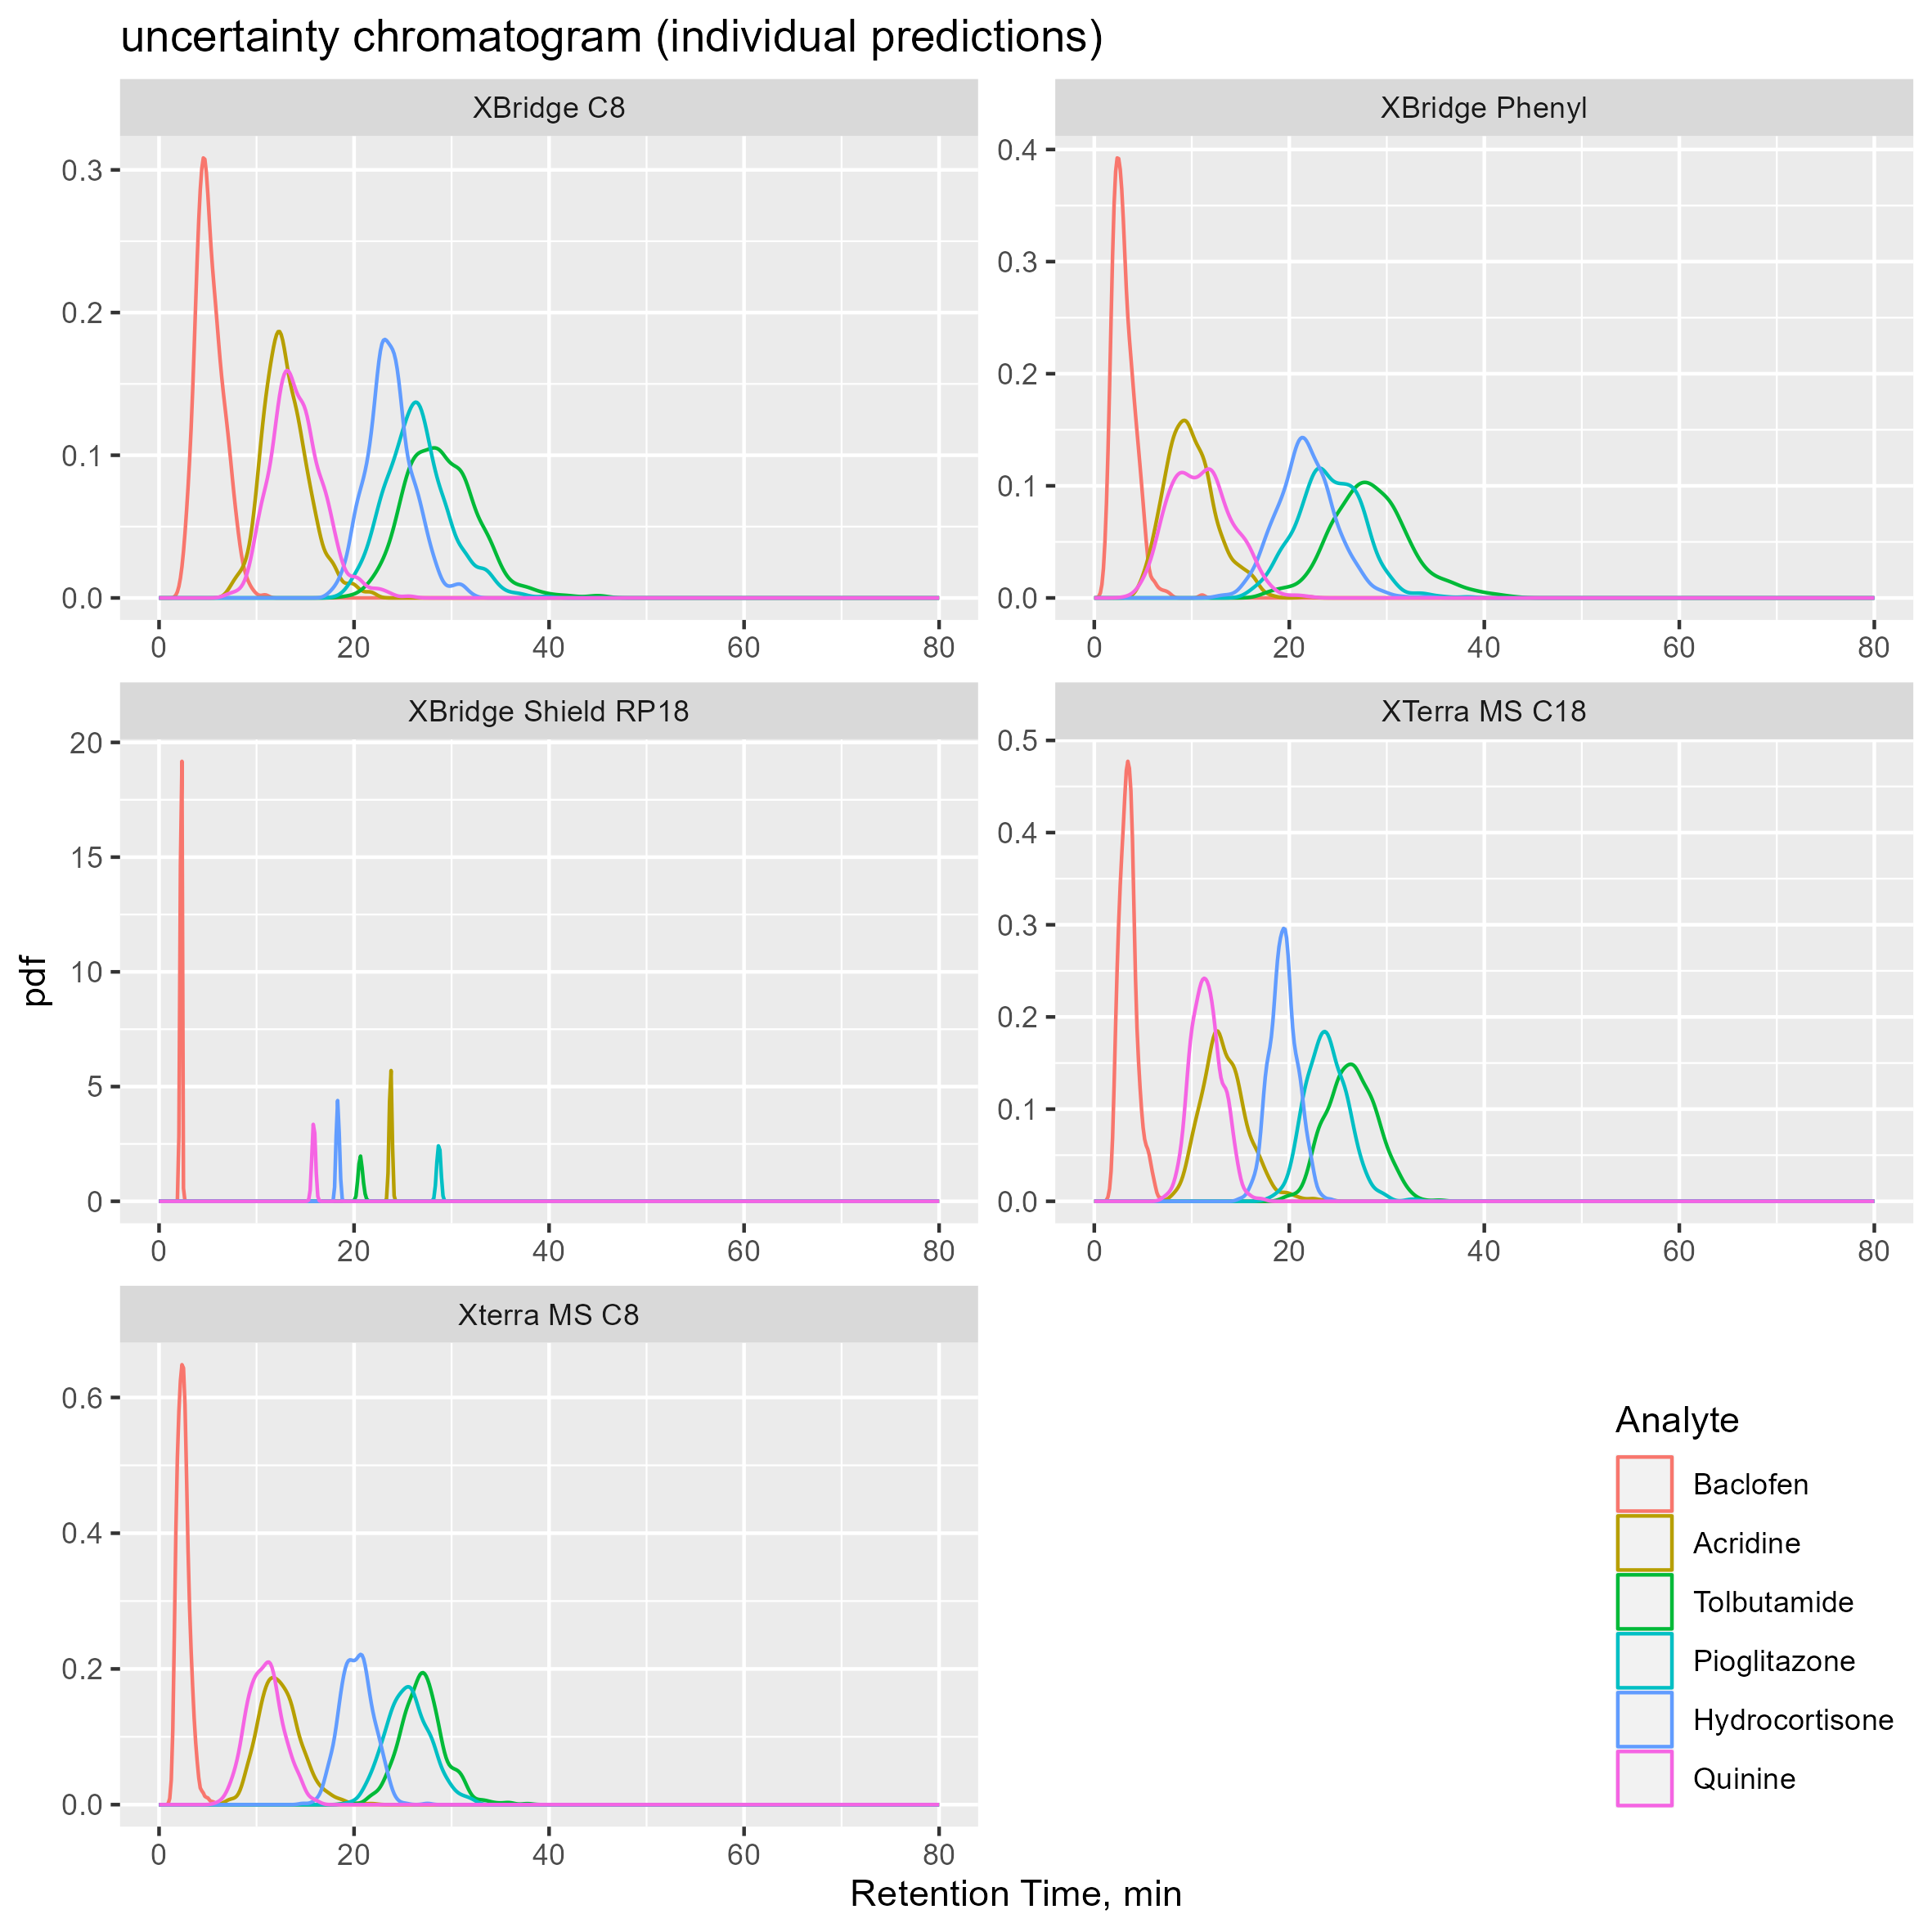 uncertainty chromatogram (individual predictions)
XBridge C8
0.3
0.2
0.1
0.0
0 20 40 60 80
XBridge Phenyl
0.4
0.3
0.2
0.1
0.0
0 20 40 60 80
XBridge Shield RP18
20
15
10
5
0
0 20 40 60 80
XTerra MS C18
0.5
0.4
0.3
0.2
0.1
0.0
0 20 40 60 80
Xterra MS C8
0.6
0.4
0.2
0.0
0 20 40 60 80
pdf
Retention Time, min
Analyte
Baclofen
Acridine
Tolbutamide
Pioglitazone
Hydrocortisone
Quinine